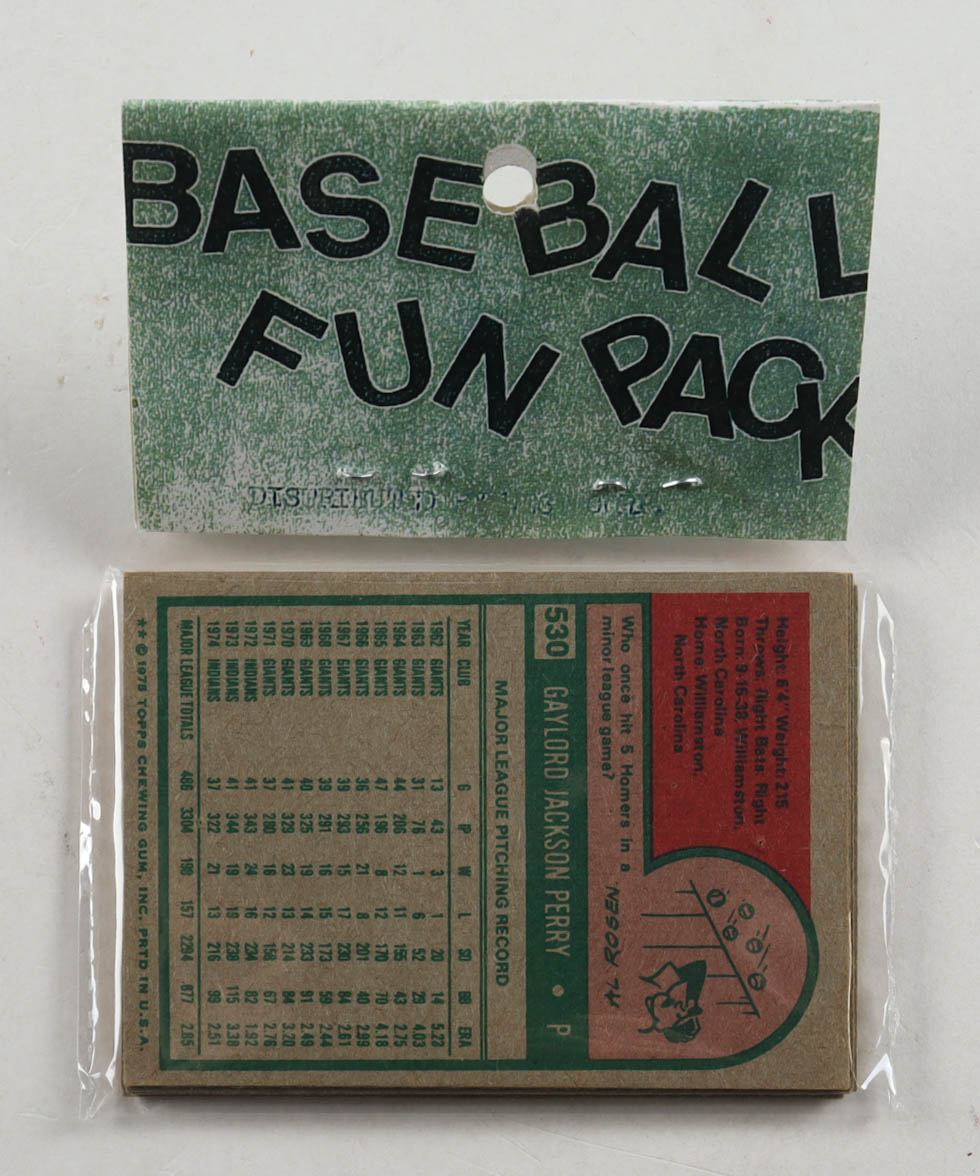 BASEBALL
FUN PACK
DISTRIBUTED
Height: 6'4" Weight: 215
Throws: Right Bats: Right
Born: 9-15-38, Williamston,
North Carolina
Home: Williamston,
North Carolina
Who once hit 5 Homers in a
minor league game?
AL ROSEN.
530 GAYLORD JACKSON PERRY • P
MAJOR LEAGUE PITCHING RECORD
YEAR CLUB G IP W L SO BB ERA
1962 GIANTS 13 43 3 1 20 14 5.23
1963 GIANTS 31 76 1 6 52 29 4.03
1964 GIANTS 44 206 12 11 155 43 2.75
1965 GIANTS 47 196 8 12 170 70 4.18
1966 GIANTS 36 256 21 8 201 40 2.99
1967 GIANTS 39 293 15 17 230 84 2.61
1968 GIANTS 39 291 16 15 173 59 2.44
1969 GIANTS 40 325 19 14 233 91 2.49
1970 GIANTS 41 329 23 13 214 84 3.20
1971 GIANTS 37 280 16 12 158 67 2.76
1972 INDIANS 41 343 24 16 234 82 1.92
1973 INDIANS 41 344 19 19 238 115 3.38
1974 INDIANS 37 322 21 13 216 99 2.51
MAJOR LEAGUE TOTALS 486 3304 198 157 2294 877 2.85
★★ © 1975 TOPPS CHEWING GUM, INC. PRTD IN U.S.A.